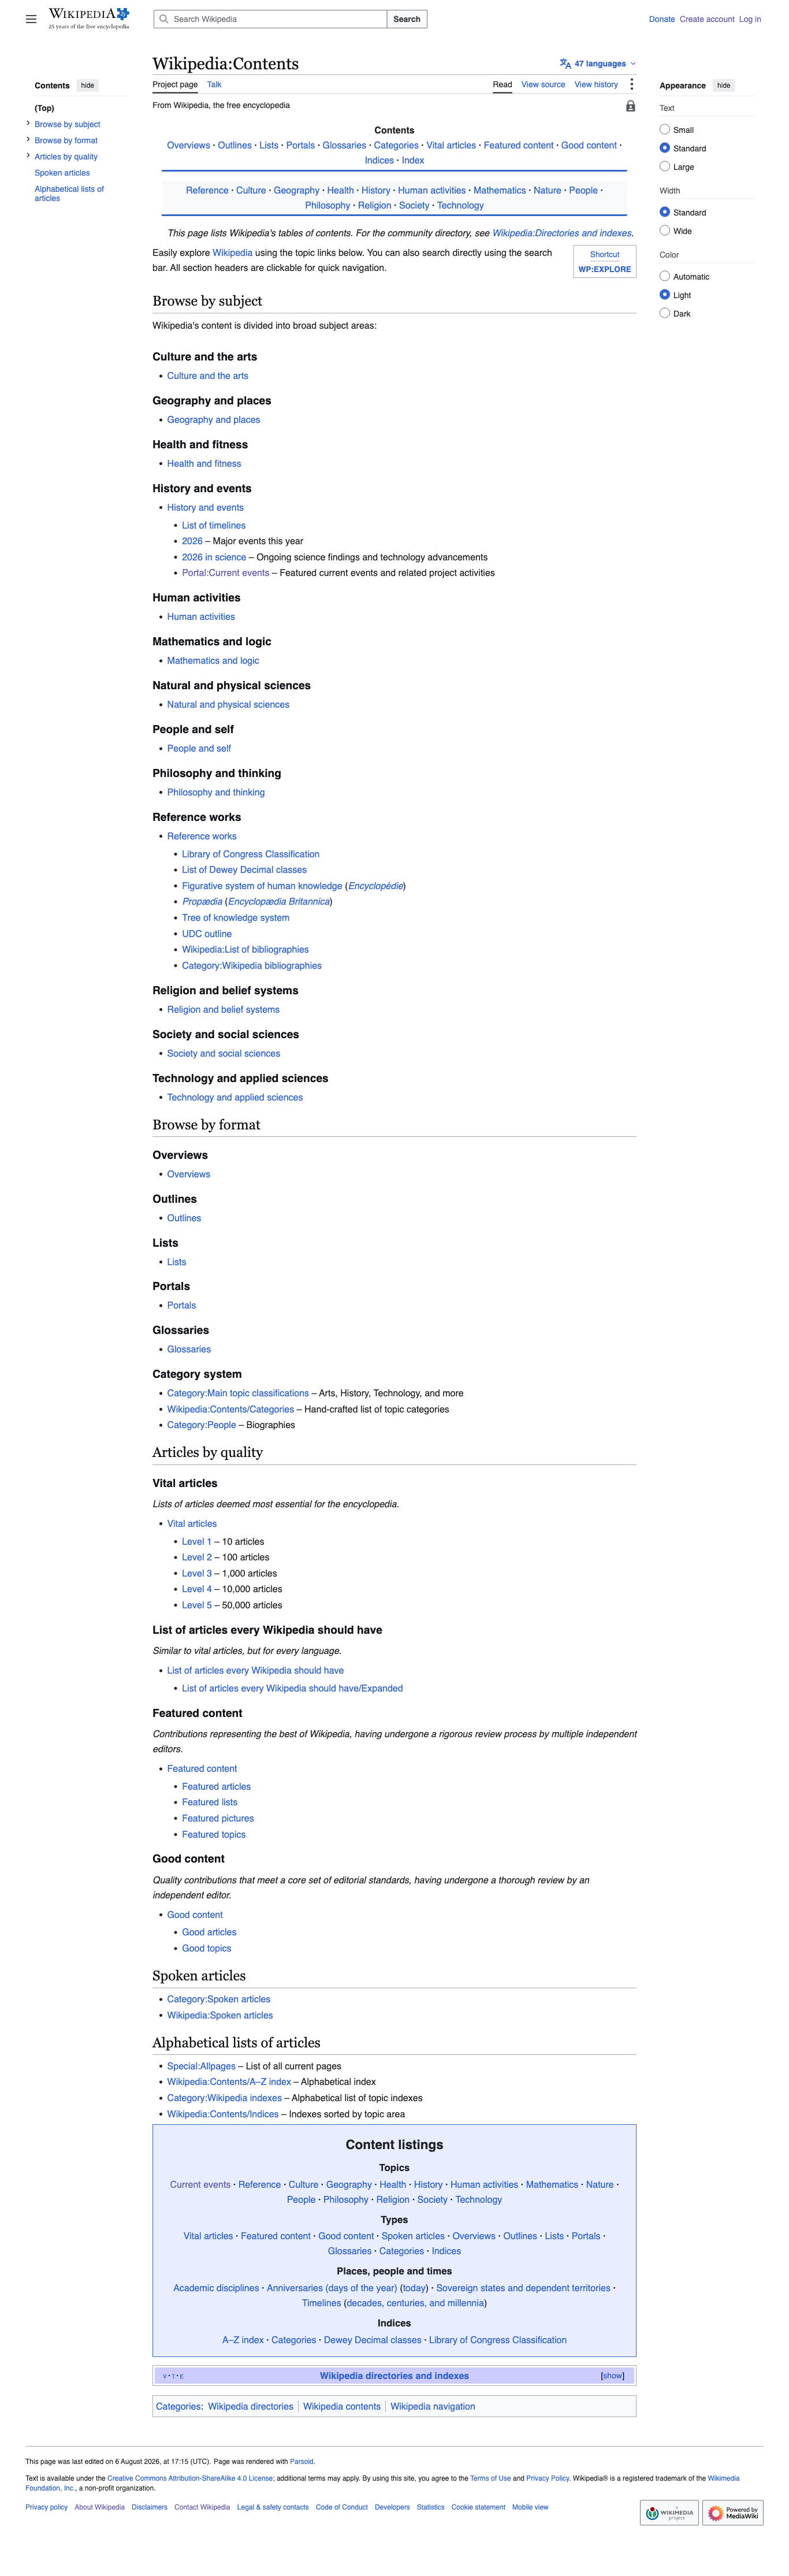 WIKIPEDIA
25 years of the free encyclopedia
Search Wikipedia
Search
Donate Create account Log in
Contents hide
(Top)
Browse by subject
Browse by format
Articles by quality
Spoken articles
Alphabetical lists of
articles
Wikipedia:Contents
47 languages
Project page Talk
Read View source View history
From Wikipedia, the free encyclopedia
Contents
Overviews · Outlines · Lists · Portals · Glossaries · Categories · Vital articles · Featured content · Good content ·
Indices · Index
Reference · Culture · Geography · Health · History · Human activities · Mathematics · Nature · People ·
Philosophy · Religion · Society · Technology
This page lists Wikipedia's tables of contents. For the community directory, see Wikipedia:Directories and indexes.
Easily explore Wikipedia using the topic links below. You can also search directly using the search
bar. All section headers are clickable for quick navigation.
Shortcut
WP:EXPLORE
Browse by subject
Wikipedia's content is divided into broad subject areas:
Culture and the arts
• Culture and the arts
Geography and places
• Geography and places
Health and fitness
• Health and fitness
History and events
• History and events
• List of timelines
• 2026 – Major events this year
• 2026 in science – Ongoing science findings and technology advancements
• Portal:Current events – Featured current events and related project activities
Human activities
• Human activities
Mathematics and logic
• Mathematics and logic
Natural and physical sciences
• Natural and physical sciences
People and self
• People and self
Philosophy and thinking
• Philosophy and thinking
Reference works
• Reference works
• Library of Congress Classification
• List of Dewey Decimal classes
• Figurative system of human knowledge (Encyclopédie)
• Propædia (Encyclopædia Britannica)
• Tree of knowledge system
• UDC outline
• Wikipedia:List of bibliographies
• Category:Wikipedia bibliographies
Religion and belief systems
• Religion and belief systems
Society and social sciences
• Society and social sciences
Technology and applied sciences
• Technology and applied sciences
Browse by format
Overviews
• Overviews
Outlines
• Outlines
Lists
• Lists
Portals
• Portals
Glossaries
• Glossaries
Category system
• Category:Main topic classifications – Arts, History, Technology, and more
• Wikipedia:Contents/Categories – Hand-crafted list of topic categories
• Category:People – Biographies
Articles by quality
Vital articles
Lists of articles deemed most essential for the encyclopedia.
• Vital articles
• Level 1 – 10 articles
• Level 2 – 100 articles
• Level 3 – 1,000 articles
• Level 4 – 10,000 articles
• Level 5 – 50,000 articles
List of articles every Wikipedia should have
Similar to vital articles, but for every language.
• List of articles every Wikipedia should have
• List of articles every Wikipedia should have/Expanded
Featured content
Contributions representing the best of Wikipedia, having undergone a rigorous review process by multiple independent
editors.
• Featured content
• Featured articles
• Featured lists
• Featured pictures
• Featured topics
Good content
Quality contributions that meet a core set of editorial standards, having undergone a thorough review by an
independent editor.
• Good content
• Good articles
• Good topics
Spoken articles
• Category:Spoken articles
• Wikipedia:Spoken articles
Alphabetical lists of articles
• Special:Allpages – List of all current pages
• Wikipedia:Contents/A–Z index – Alphabetical index
• Category:Wikipedia indexes – Alphabetical list of topic indexes
• Wikipedia:Contents/Indices – Indexes sorted by topic area
Content listings
Topics
Current events · Reference · Culture · Geography · Health · History · Human activities · Mathematics · Nature ·
People · Philosophy · Religion · Society · Technology
Types
Vital articles · Featured content · Good content · Spoken articles · Overviews · Outlines · Lists · Portals ·
Glossaries · Categories · Indices
Places, people and times
Academic disciplines · Anniversaries (days of the year) (today) · Sovereign states and dependent territories ·
Timelines (decades, centuries, and millennia)
Indices
A–Z index · Categories · Dewey Decimal classes · Library of Congress Classification
V · T · E Wikipedia directories and indexes [show]
Categories: Wikipedia directories | Wikipedia contents | Wikipedia navigation
Appearance hide
Text
Small
Standard
Large
Width
Standard
Wide
Color
Automatic
Light
Dark
This page was last edited on 6 August 2026, at 17:15 (UTC). Page was rendered with Parsoid.
Text is available under the Creative Commons Attribution-ShareAlike 4.0 License; additional terms may apply. By using this site, you agree to the Terms of Use and Privacy Policy. Wikipedia® is a registered trademark of the Wikimedia
Foundation, Inc., a non-profit organization.
Privacy policy About Wikipedia Disclaimers Contact Wikipedia Legal & safety contacts Code of Conduct Developers Statistics Cookie statement Mobile view
a
WIKIMEDIA
project
Powered by
MediaWiki